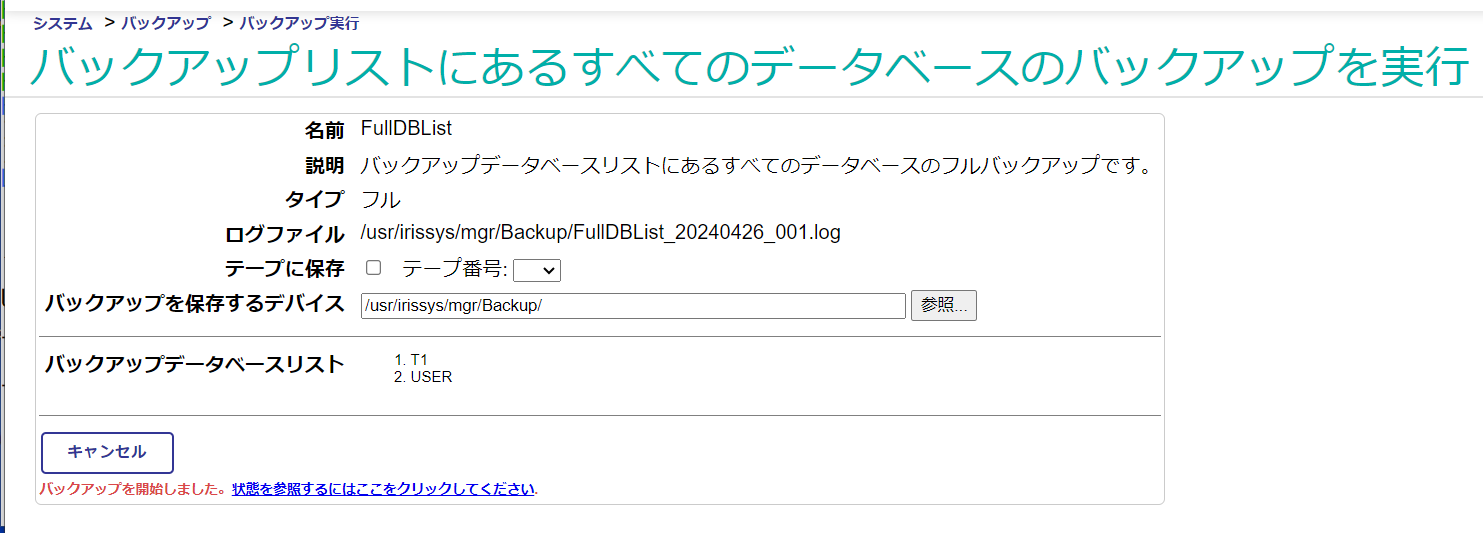 システム > バックアップ > バックアップ実行
バックアップリストにあるすべてのデータベースのバックアップを実行
名前 FullDBList
説明 バックアップデータベースリストにあるすべてのデータベースのフルバックアップです。
タイプ フル
ログファイル /usr/irissys/mgr/Backup/FullDBList_20240426_001.log
テープに保存 テープ番号:
バックアップを保存するデバイス /usr/irissys/mgr/Backup/ 参照...
バックアップデータベースリスト 1. T1
2. USER
キャンセル
バックアップを開始しました。状態を参照するにはここをクリックしてください.